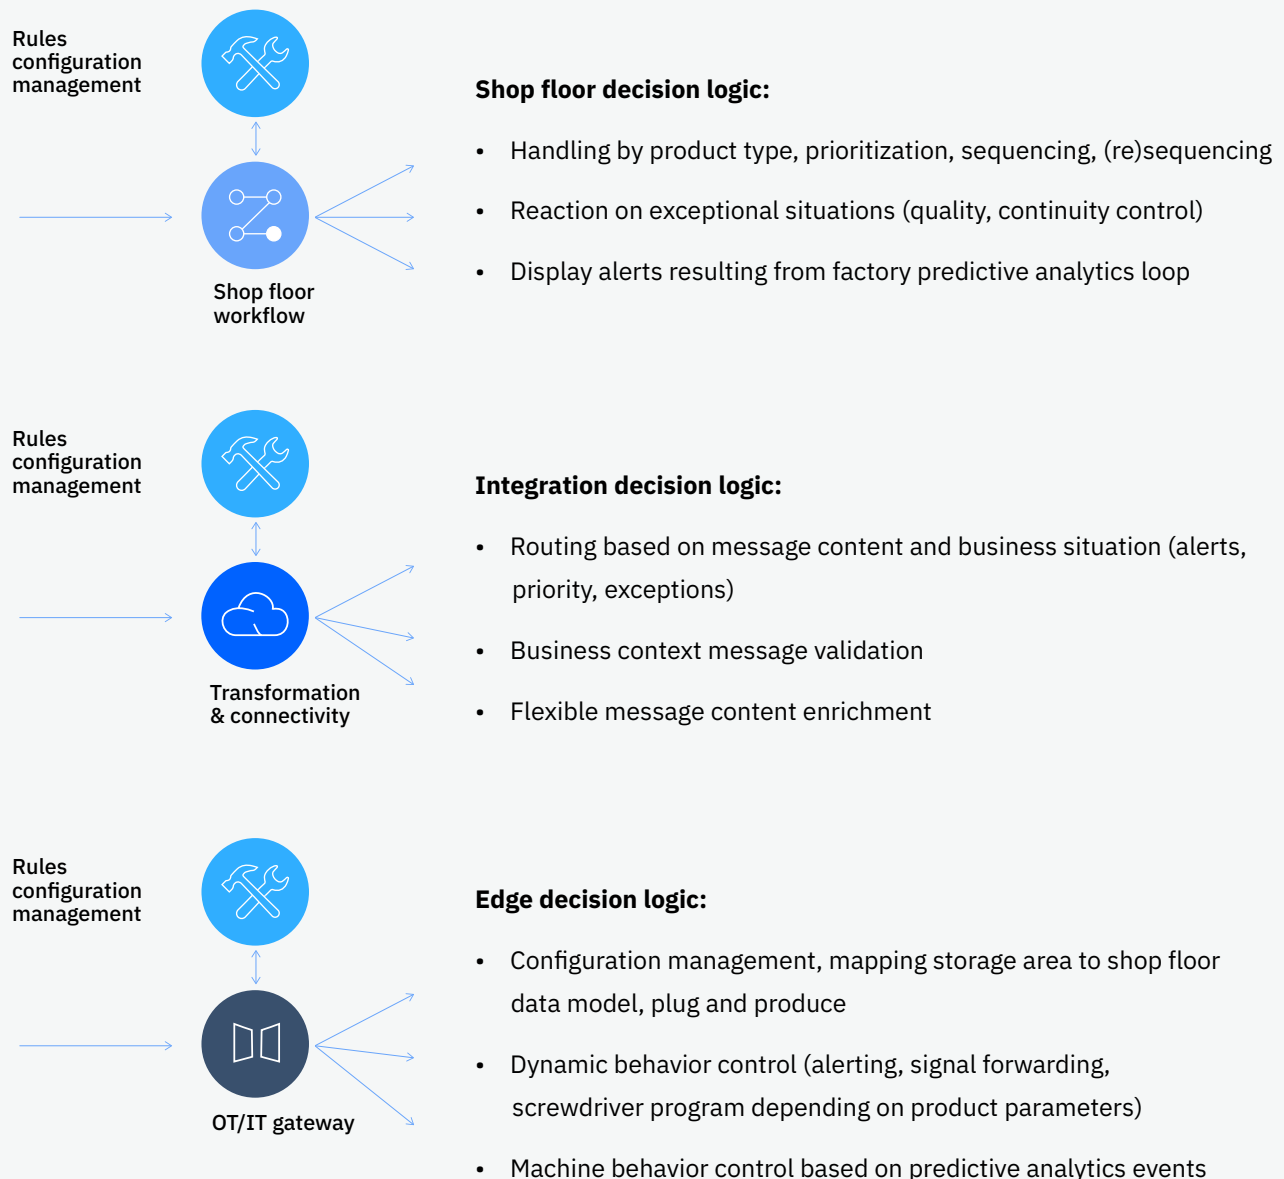 Rules
configuration
management
Shop floor
workflow
Shop floor decision logic:
• Handling by product type, prioritization, sequencing, (re)sequencing
• Reaction on exceptional situations (quality, continuity control)
• Display alerts resulting from factory predictive analytics loop
Rules
configuration
management
Transformation
& connectivity
Integration decision logic:
• Routing based on message content and business situation (alerts,
priority, exceptions)
• Business context message validation
• Flexible message content enrichment
Rules
configuration
management
OT/IT gateway
Edge decision logic:
• Configuration management, mapping storage area to shop floor
data model, plug and produce
• Dynamic behavior control (alerting, signal forwarding,
screwdriver program depending on product parameters)
• Machine behavior control based on predictive analytics events